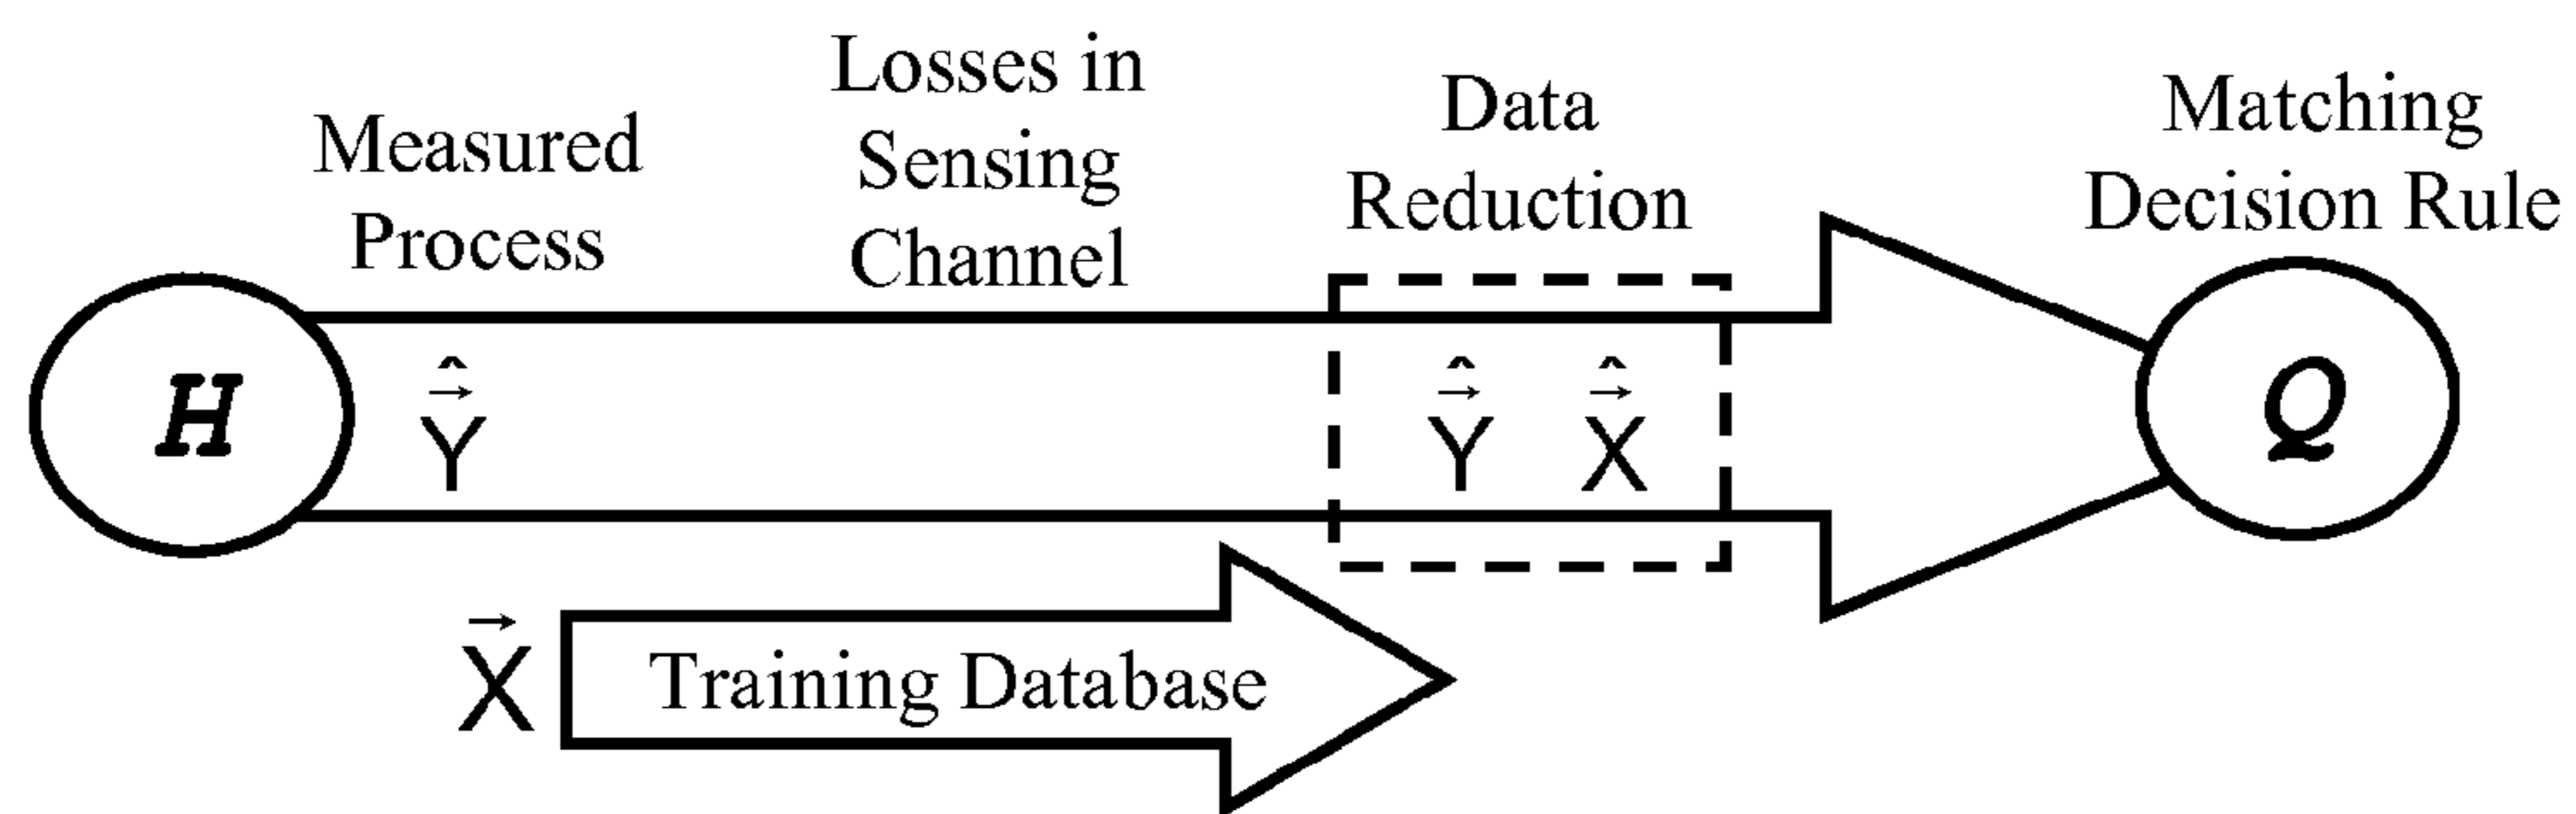 Measured
Process
Losses in
Sensing
Channel
Data
Reduction
Matching
Decision Rule
H
Ŷ⃗
Ŷ⃗ X̂⃗
Q
X⃗
Training Database